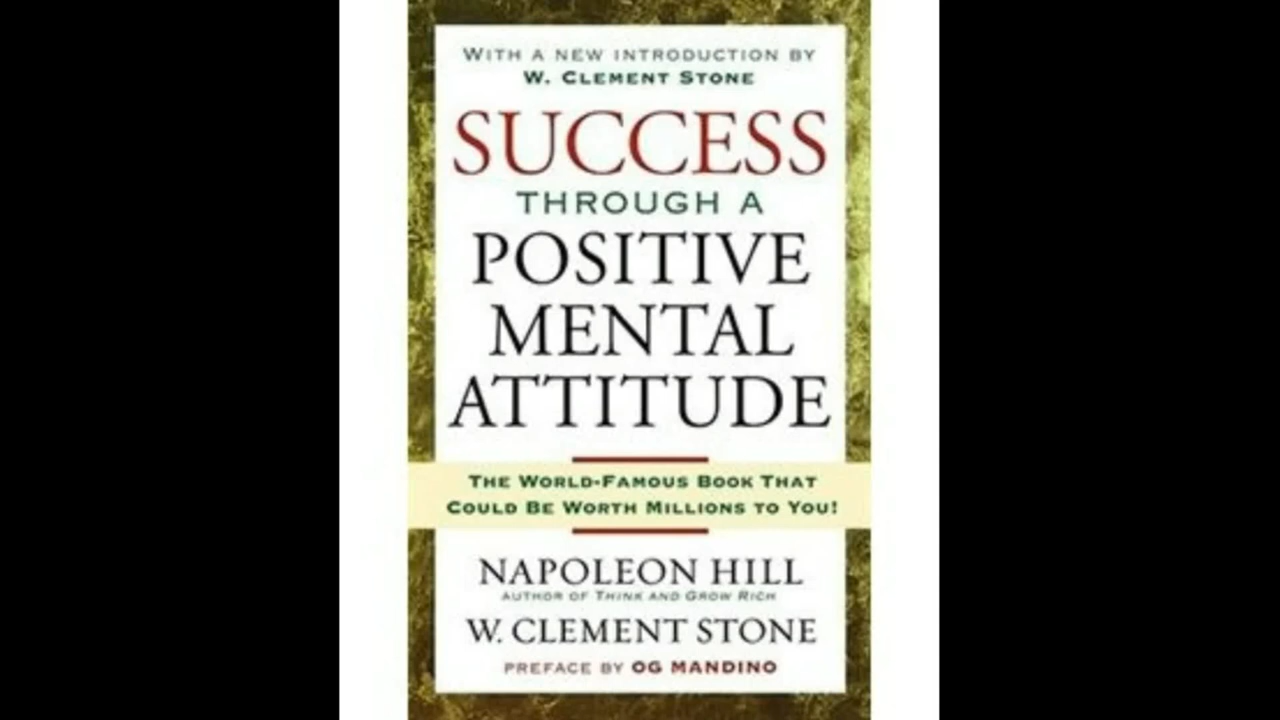 WITH A NEW INTRODUCTION BY
W. CLEMENT STONE
SUCCESS
THROUGH A
POSITIVE
MENTAL
ATTITUDE
THE WORLD-FAMOUS BOOK THAT
COULD BE WORTH MILLIONS TO YOU!
NAPOLEON HILL
AUTHOR OF THINK AND GROW RICH
W. CLEMENT STONE
PREFACE BY OG MANDINO